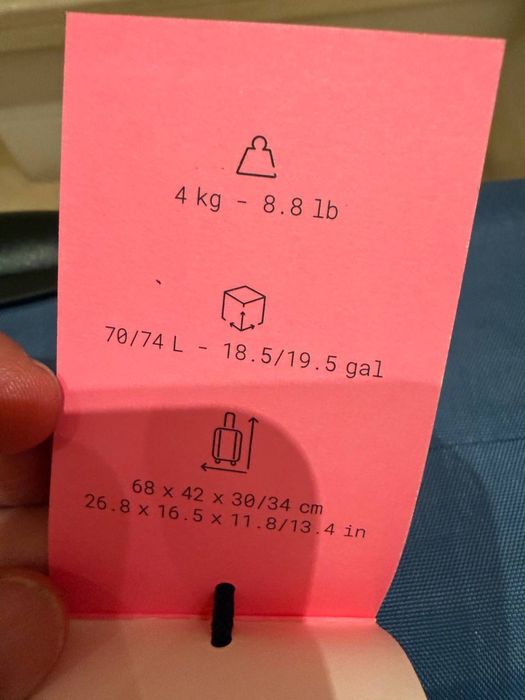 4 kg - 8.8 lb
70/74 L - 18.5/19.5 gal
68 x 42 x 30/34 cm
26.8 x 16.5 x 11.8/13.4 in